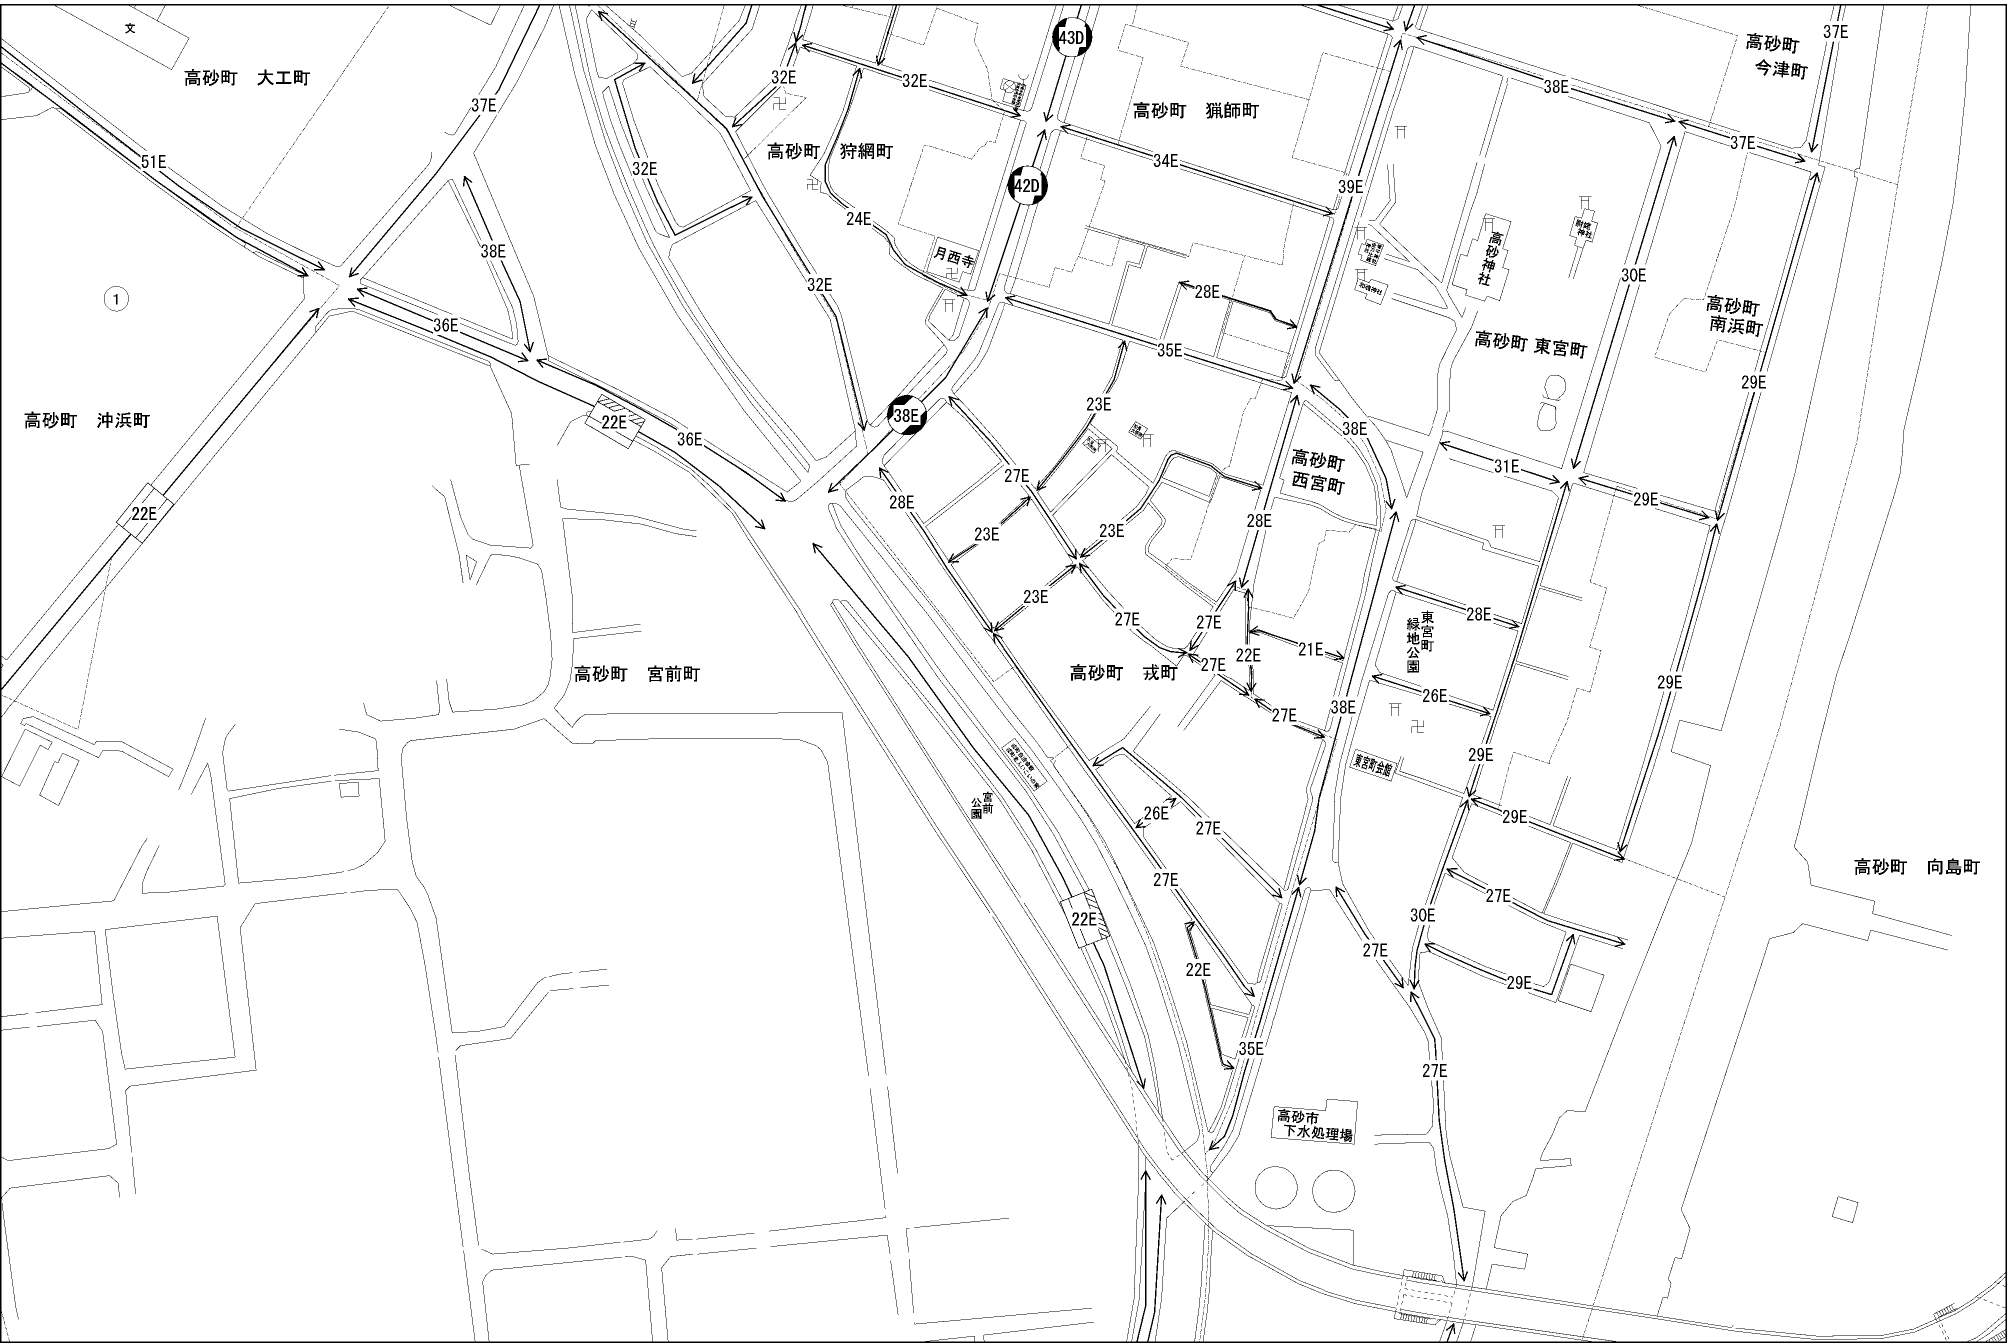 文
高砂町 大工町
37E
51E
38E
36E
36E
22E
22E
①
高砂町 沖浜町
32E
32E
32E
32E
高砂町 狩網町
24E
月西寺
43D
42D
38E
高砂町 猟師町
34E
39E
38E
37E
37E
高砂町
今津町
高砂神社
30E
高砂町
南浜町
29E
高砂町 東宮町
28E
35E
23E
38E
高砂町
西宮町
31E
29E
27E
28E
23E
23E
28E
23E
27E
27E
27E
22E
21E
28E
東宮町
緑地公園
26E
29E
38E
27E
高砂町 戎町
高砂町 宮前町
29E
東宮町会館
宮前
公園
26E
27E
27E
29E
22E
22E
27E
30E
27E
29E
35E
27E
高砂町 向島町
高砂市
下水処理場